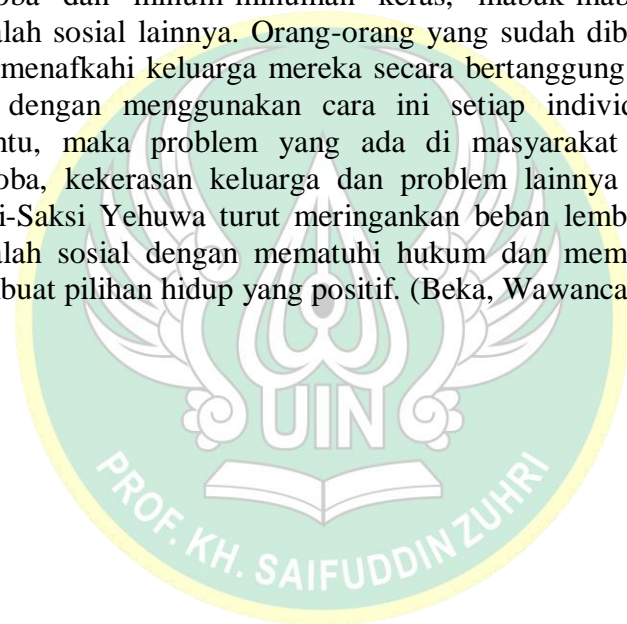 oba dan minum-minuman keras, mabuk-mab
alah sosial lainnya. Orang-orang yang sudah dib
menafkahi keluarga mereka secara bertanggung
dengan menggunakan cara ini setiap individ
ntu, maka problem yang ada di masyarakat
oba, kekerasan keluarga dan problem lainnya
i-Saksi Yehuwa turut meringankan beban lemb
alah sosial dengan mematuhi hukum dan mem
buat pilihan hidup yang positif. (Beka, Wawanca
UIN
PROF. KH. SAIFUDDIN ZUHRI